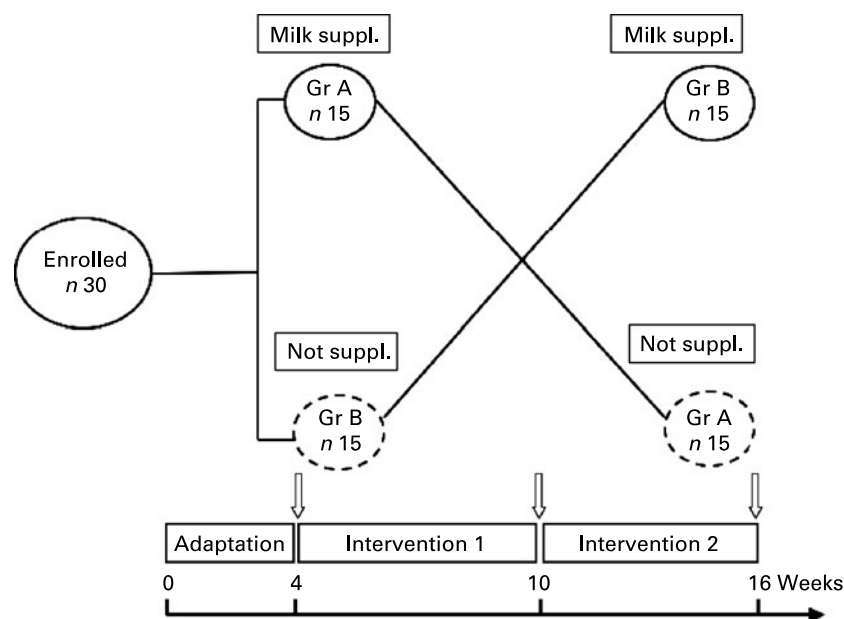 Milk suppl.
Milk suppl.
Gr A
n 15
Gr B
n 15
Enrolled
n 30
Not suppl.
Not suppl.
Gr B
n 15
Gr A
n 15
Adaptation
Intervention 1
Intervention 2
0
4
10
16 Weeks